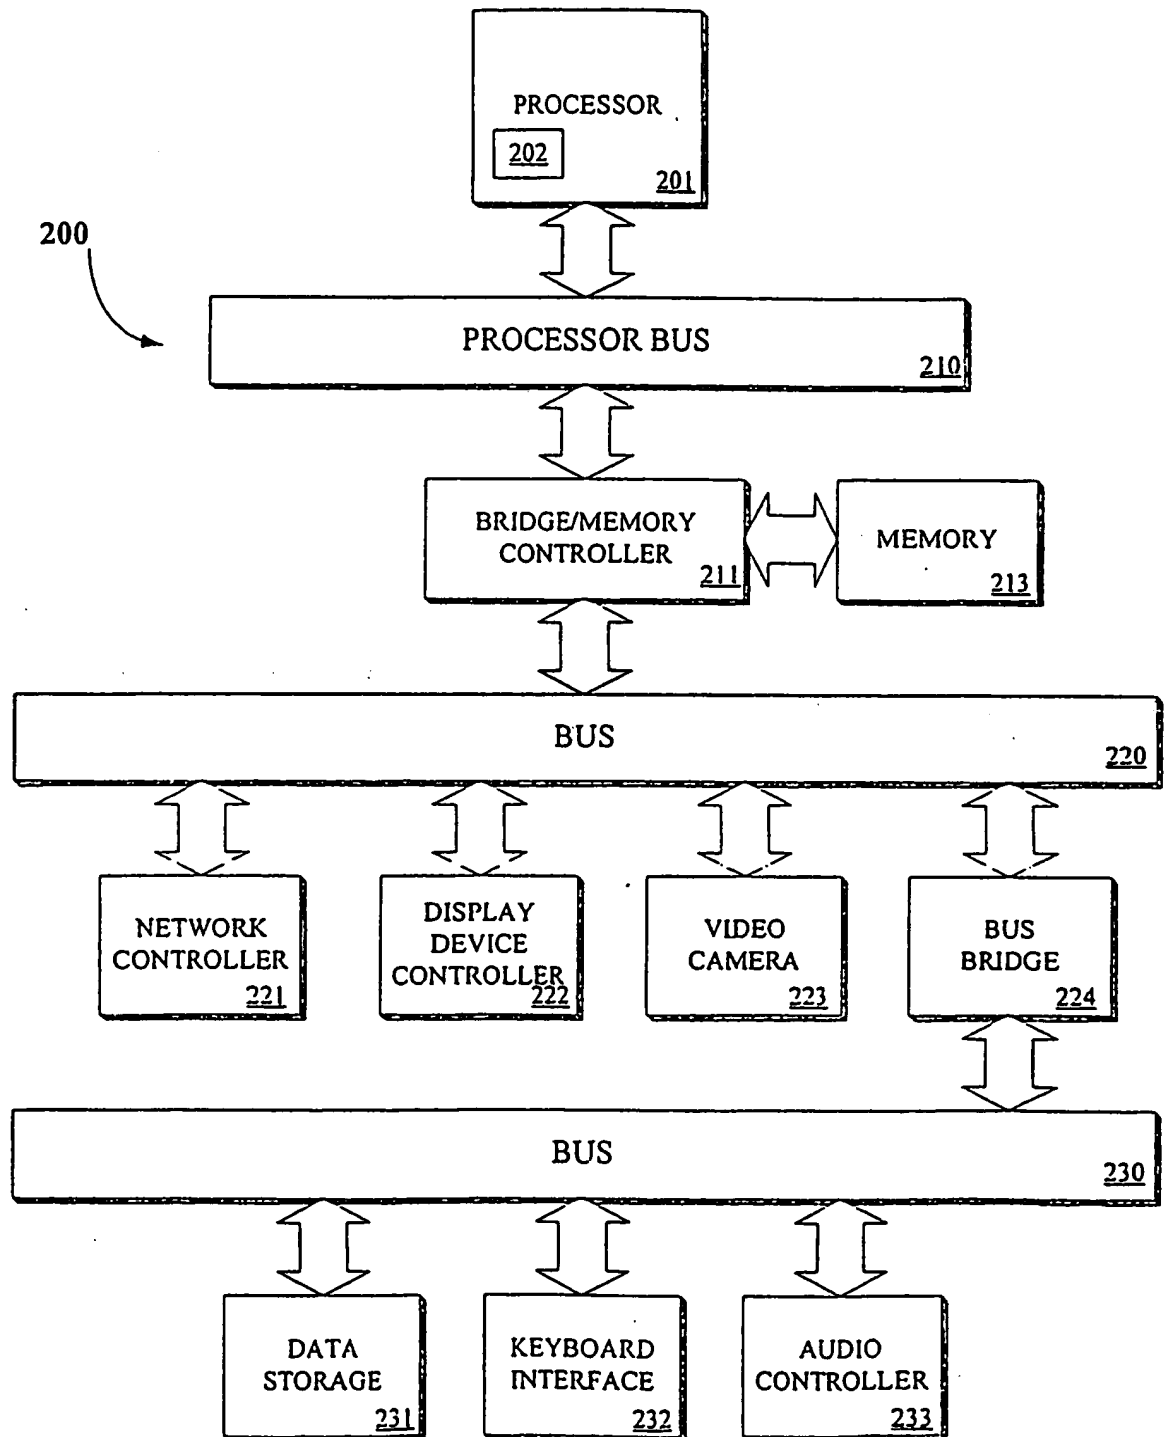 PROCESSOR
202
201
200
PROCESSOR BUS
210
BRIDGE/MEMORY
CONTROLLER
211
MEMORY
213
BUS
220
NETWORK
CONTROLLER
221
DISPLAY
DEVICE
CONTROLLER
222
VIDEO
CAMERA
223
BUS
BRIDGE
224
BUS
230
DATA
STORAGE
231
KEYBOARD
INTERFACE
232
AUDIO
CONTROLLER
233